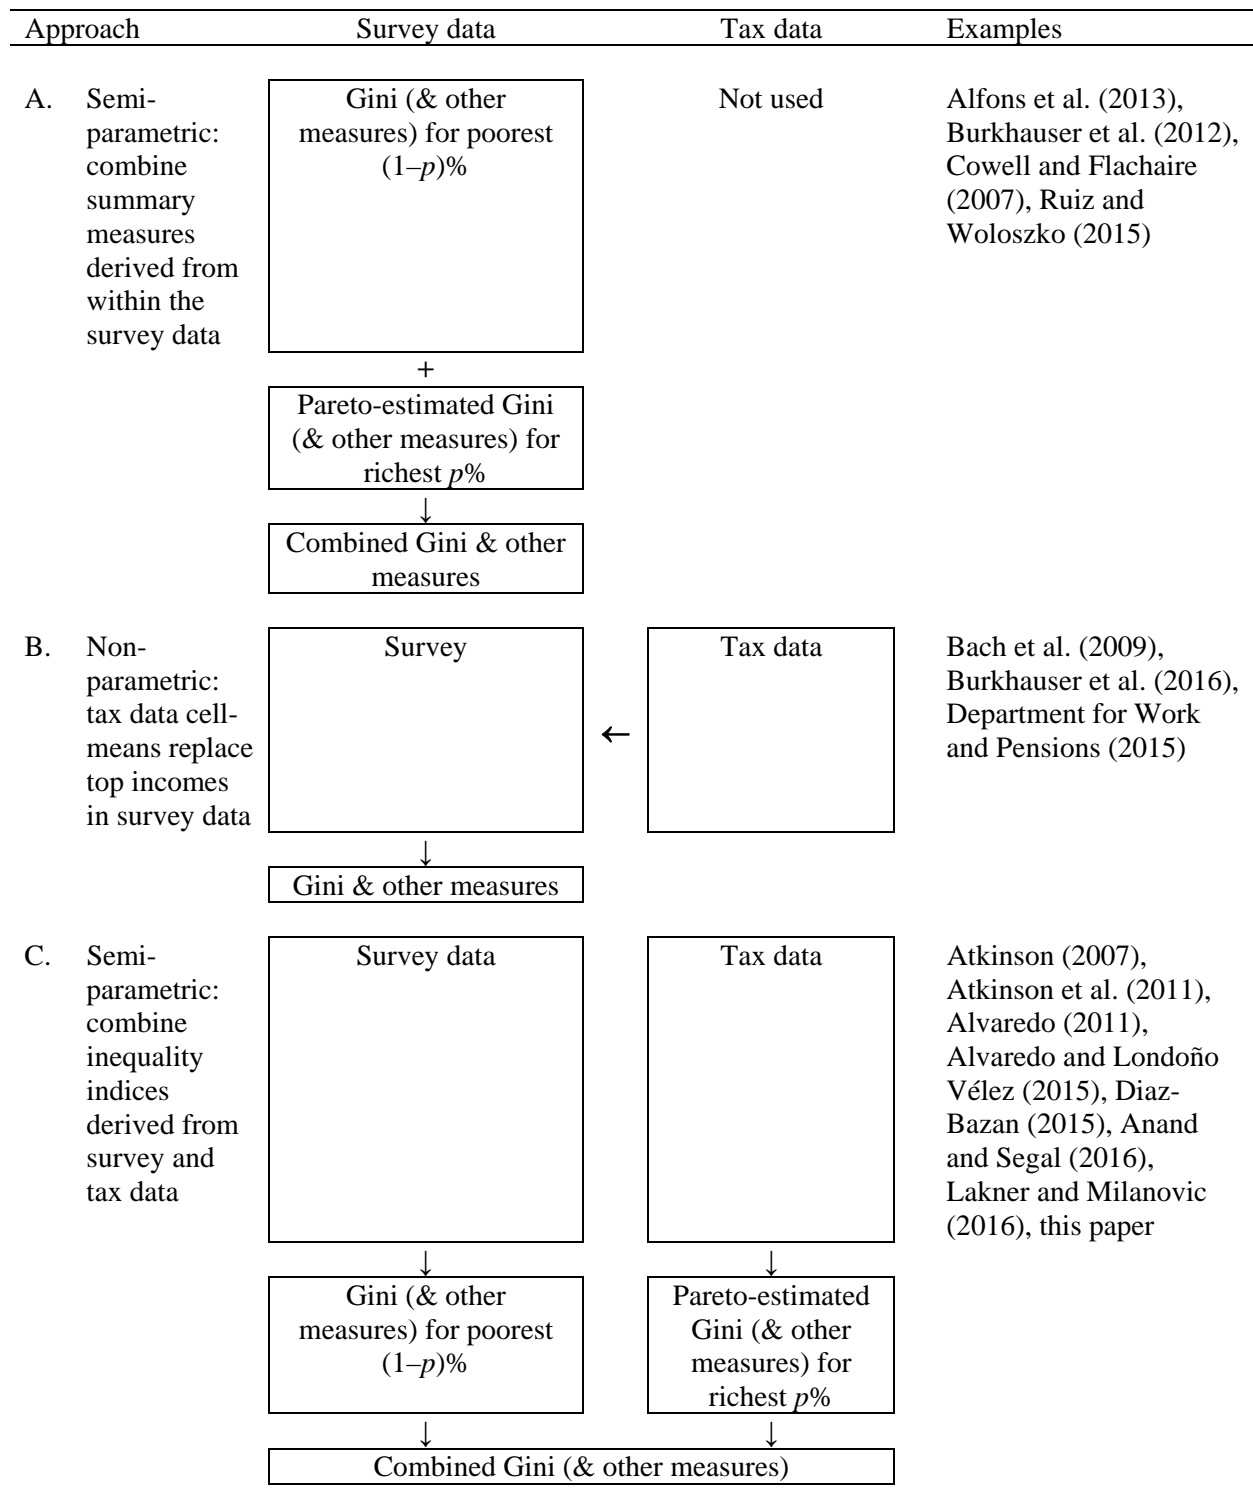 Approach Survey data Tax data Examples
A. Semi-
parametric:
combine
summary
measures
derived from
within the
survey data
Gini (& other
measures) for poorest
(1–p)%
+
Pareto-estimated Gini
(& other measures) for
richest p%
↓
Combined Gini & other
measures
Not used
Alfons et al. (2013),
Burkhauser et al. (2012),
Cowell and Flachaire
(2007), Ruiz and
Woloszko (2015)
B. Non-
parametric:
tax data cell-
means replace
top incomes
in survey data
Survey
←
Tax data
↓
Gini & other measures
Bach et al. (2009),
Burkhauser et al. (2016),
Department for Work
and Pensions (2015)
C. Semi-
parametric:
combine
inequality
indices
derived from
survey and
tax data
Survey data
↓
Gini (& other
measures) for poorest
(1–p)%
↓
Tax data
↓
Pareto-estimated
Gini (& other
measures) for
richest p%
↓
Combined Gini (& other measures)
Atkinson (2007),
Atkinson et al. (2011),
Alvaredo (2011),
Alvaredo and Londoño
Vélez (2015), Diaz-
Bazan (2015), Anand
and Segal (2016),
Lakner and Milanovic
(2016), this paper